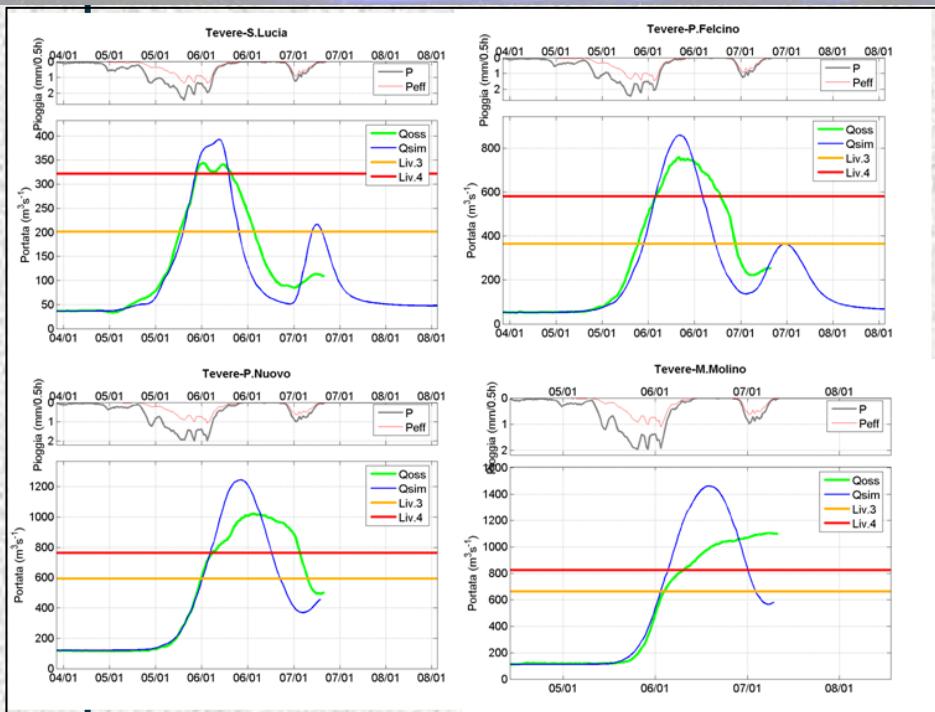 Tevere-S.Lucia
04/01 05/01 05/01 06/01 06/01 07/01 07/01 08/01 08/01
Pioggia (mm/0.5h)
0
1
2
P
Peff
Portata (m³s⁻¹)
400
350
300
250
200
150
100
50
0
Qoss
Qsim
Liv.3
Liv.4
04/01 05/01 05/01 06/01 06/01 07/01 07/01 08/01 08/01
Tevere-P.Felcino
04/01 05/01 05/01 06/01 06/01 07/01 07/01 08/01 08/01
Pioggia (mm/0.5h)
0
1
2
P
Peff
Portata (m³s⁻¹)
800
600
400
200
0
Qoss
Qsim
Liv.3
Liv.4
04/01 05/01 05/01 06/01 06/01 07/01 07/01 08/01 08/01
Tevere-P.Nuovo
04/01 05/01 05/01 06/01 06/01 07/01 07/01 08/01 08/01
Pioggia (mm/0.5h)
0
1
2
P
Peff
Portata (m³s⁻¹)
1200
1000
800
600
400
200
0
Qoss
Qsim
Liv.3
Liv.4
04/01 05/01 05/01 06/01 06/01 07/01 07/01 08/01 08/01
Tevere-M.Molino
05/01 06/01 07/01 08/01
Pioggia (mm/0.5h)
0
1
2
P
Peff
Portata (m³s⁻¹)
1600
1400
1200
1000
800
600
400
200
0
Qoss
Qsim
Liv.3
Liv.4
05/01 06/01 07/01 08/01